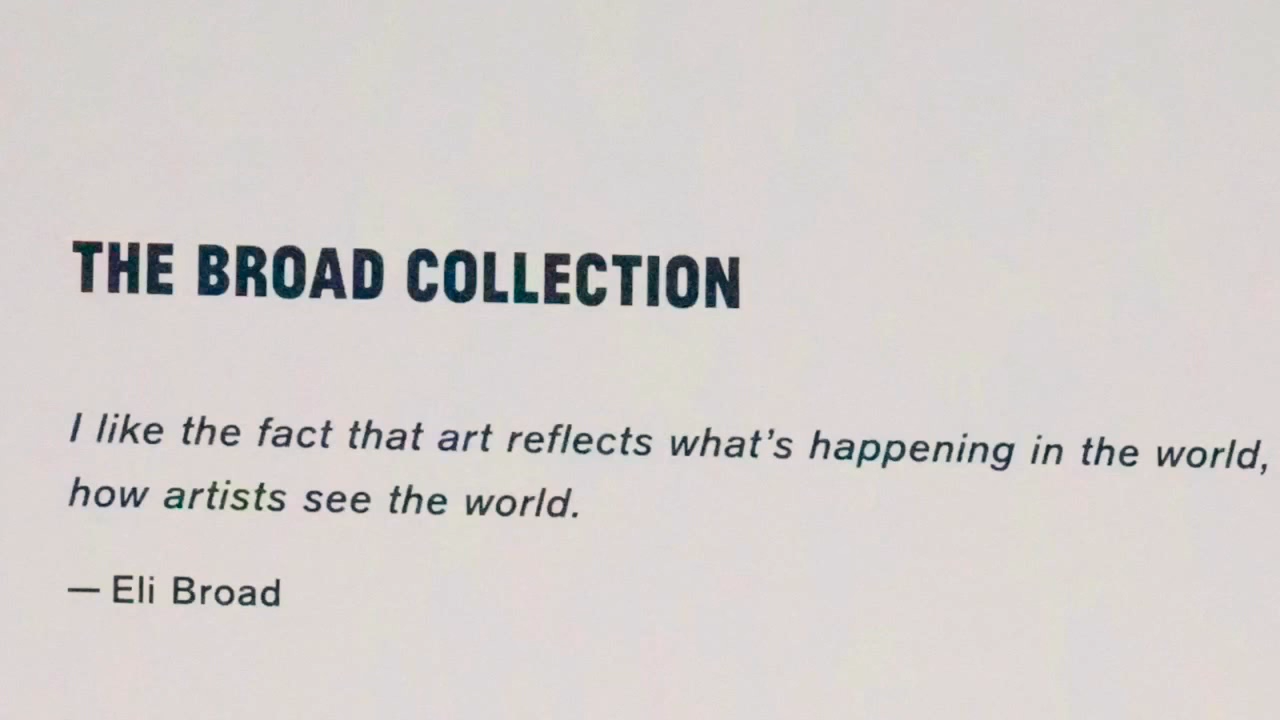 THE BROAD COLLECTION
I like the fact that art reflects what's happening in the world,
how artists see the world.
— Eli Broad